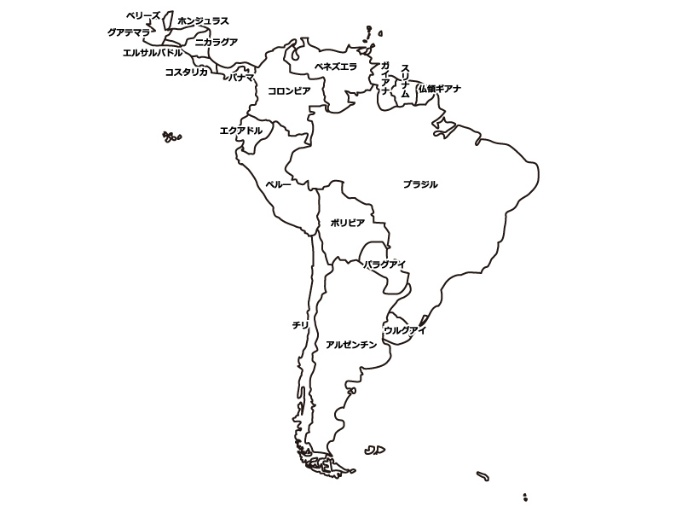 ベリーズ
ホンジュラス
グアテマラ
ニカラグア
エルサルバドル
コスタリカ
パナマ
ベネズエラ
ガイアナ
スリナム
仏領ギアナ
コロンビア
エクアドル
ペルー
ブラジル
ボリビア
パラグアイ
チリ
ウルグアイ
アルゼンチン